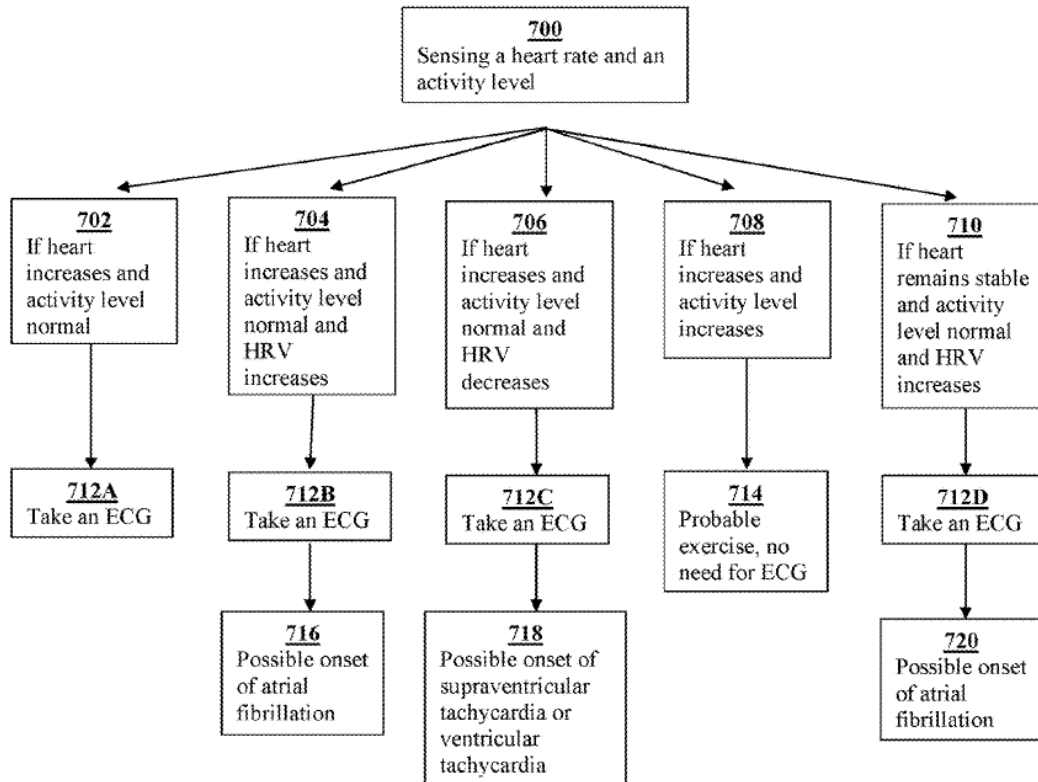 700
Sensing a heart rate and an
activity level
702
If heart
increases and
activity level
normal
704
If heart
increases and
activity level
normal and
HRV
increases
706
If heart
increases and
activity level
normal and
HRV
decreases
708
If heart
increases and
activity level
increases
710
If heart
remains stable
and activity
level normal
and HRV
increases
712A
Take an ECG
712B
Take an ECG
712C
Take an ECG
714
Probable
exercise, no
need for ECG
712D
Take an ECG
716
Possible onset
of atrial
fibrillation
718
Possible onset of
supraventricular
tachycardia or
ventricular
tachycardia
720
Possible onset
of atrial
fibrillation